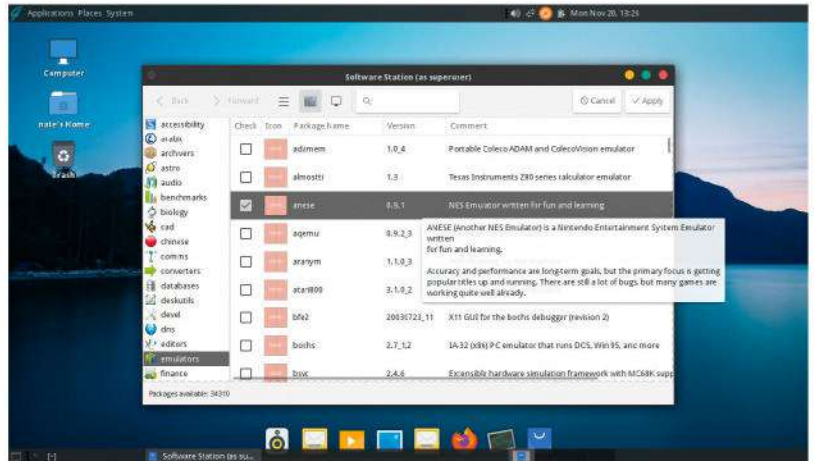 Applications Places System
Mon Nov 20, 13:23
Computer
nate's Home
Trash
Software Station (as superuser)
Back
Forward
Cancel
Apply
Check Icon Package Name Version Comment
accessibility
arabic
archivers
astro
audio
benchmarks
biology
cad
chinese
comms
converters
databases
deskutils
devel
dns
editors
emulators
finance
adamem 1.0_4 Portable Coleco ADAM and ColecoVision emulator
almostti 1.3 Texas Instruments Z80 series calculator emulator
anese 0.9.1 NES Emulator written for fun and learning
aqemu 0.9.2_3
aranym 1.1.0_3
atari800 3.1.0_2
bfe2 20030723_11 X11 GUI for the bochs debugger (revision 2)
bochs 2.7_1,2 IA-32 (x86) PC emulator that runs DOS, Win 95, and more
bsvc 2.4.6 Extensible hardware simulation framework with MC68K supp
ANESE (Another NES Emulator) is a Nintendo Entertainment System Emulator
written
for fun and learning.
Accuracy and performance are long-term goals, but the primary focus is getting
popular titles up and running. There are still a lot of bugs, but many games are
working quite well already.
Packages available: 34310
Software Station (as su...